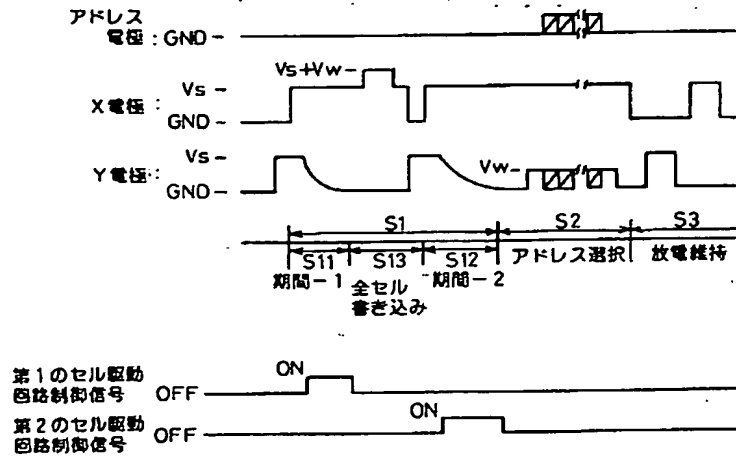 アドレス
電極: GND
Vs+Vw
Vs
X電極:
GND
Vs
Y電極:
Vw
GND
S1 S2 S3
S11 S13 S12 アドレス選択 放電維持
期間-1 全セル 期間-2
書き込み
第1のセル駆動 ON
回路制御信号 OFF
第2のセル駆動 ON
回路制御信号 OFF